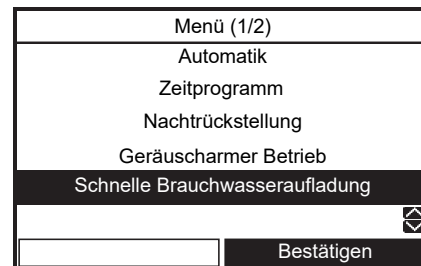 Menü (1/2)
Automatik
Zeitprogramm
Nachtrückstellung
Geräuscharmer Betrieb
Schnelle Brauchwasseraufladung
Bestätigen